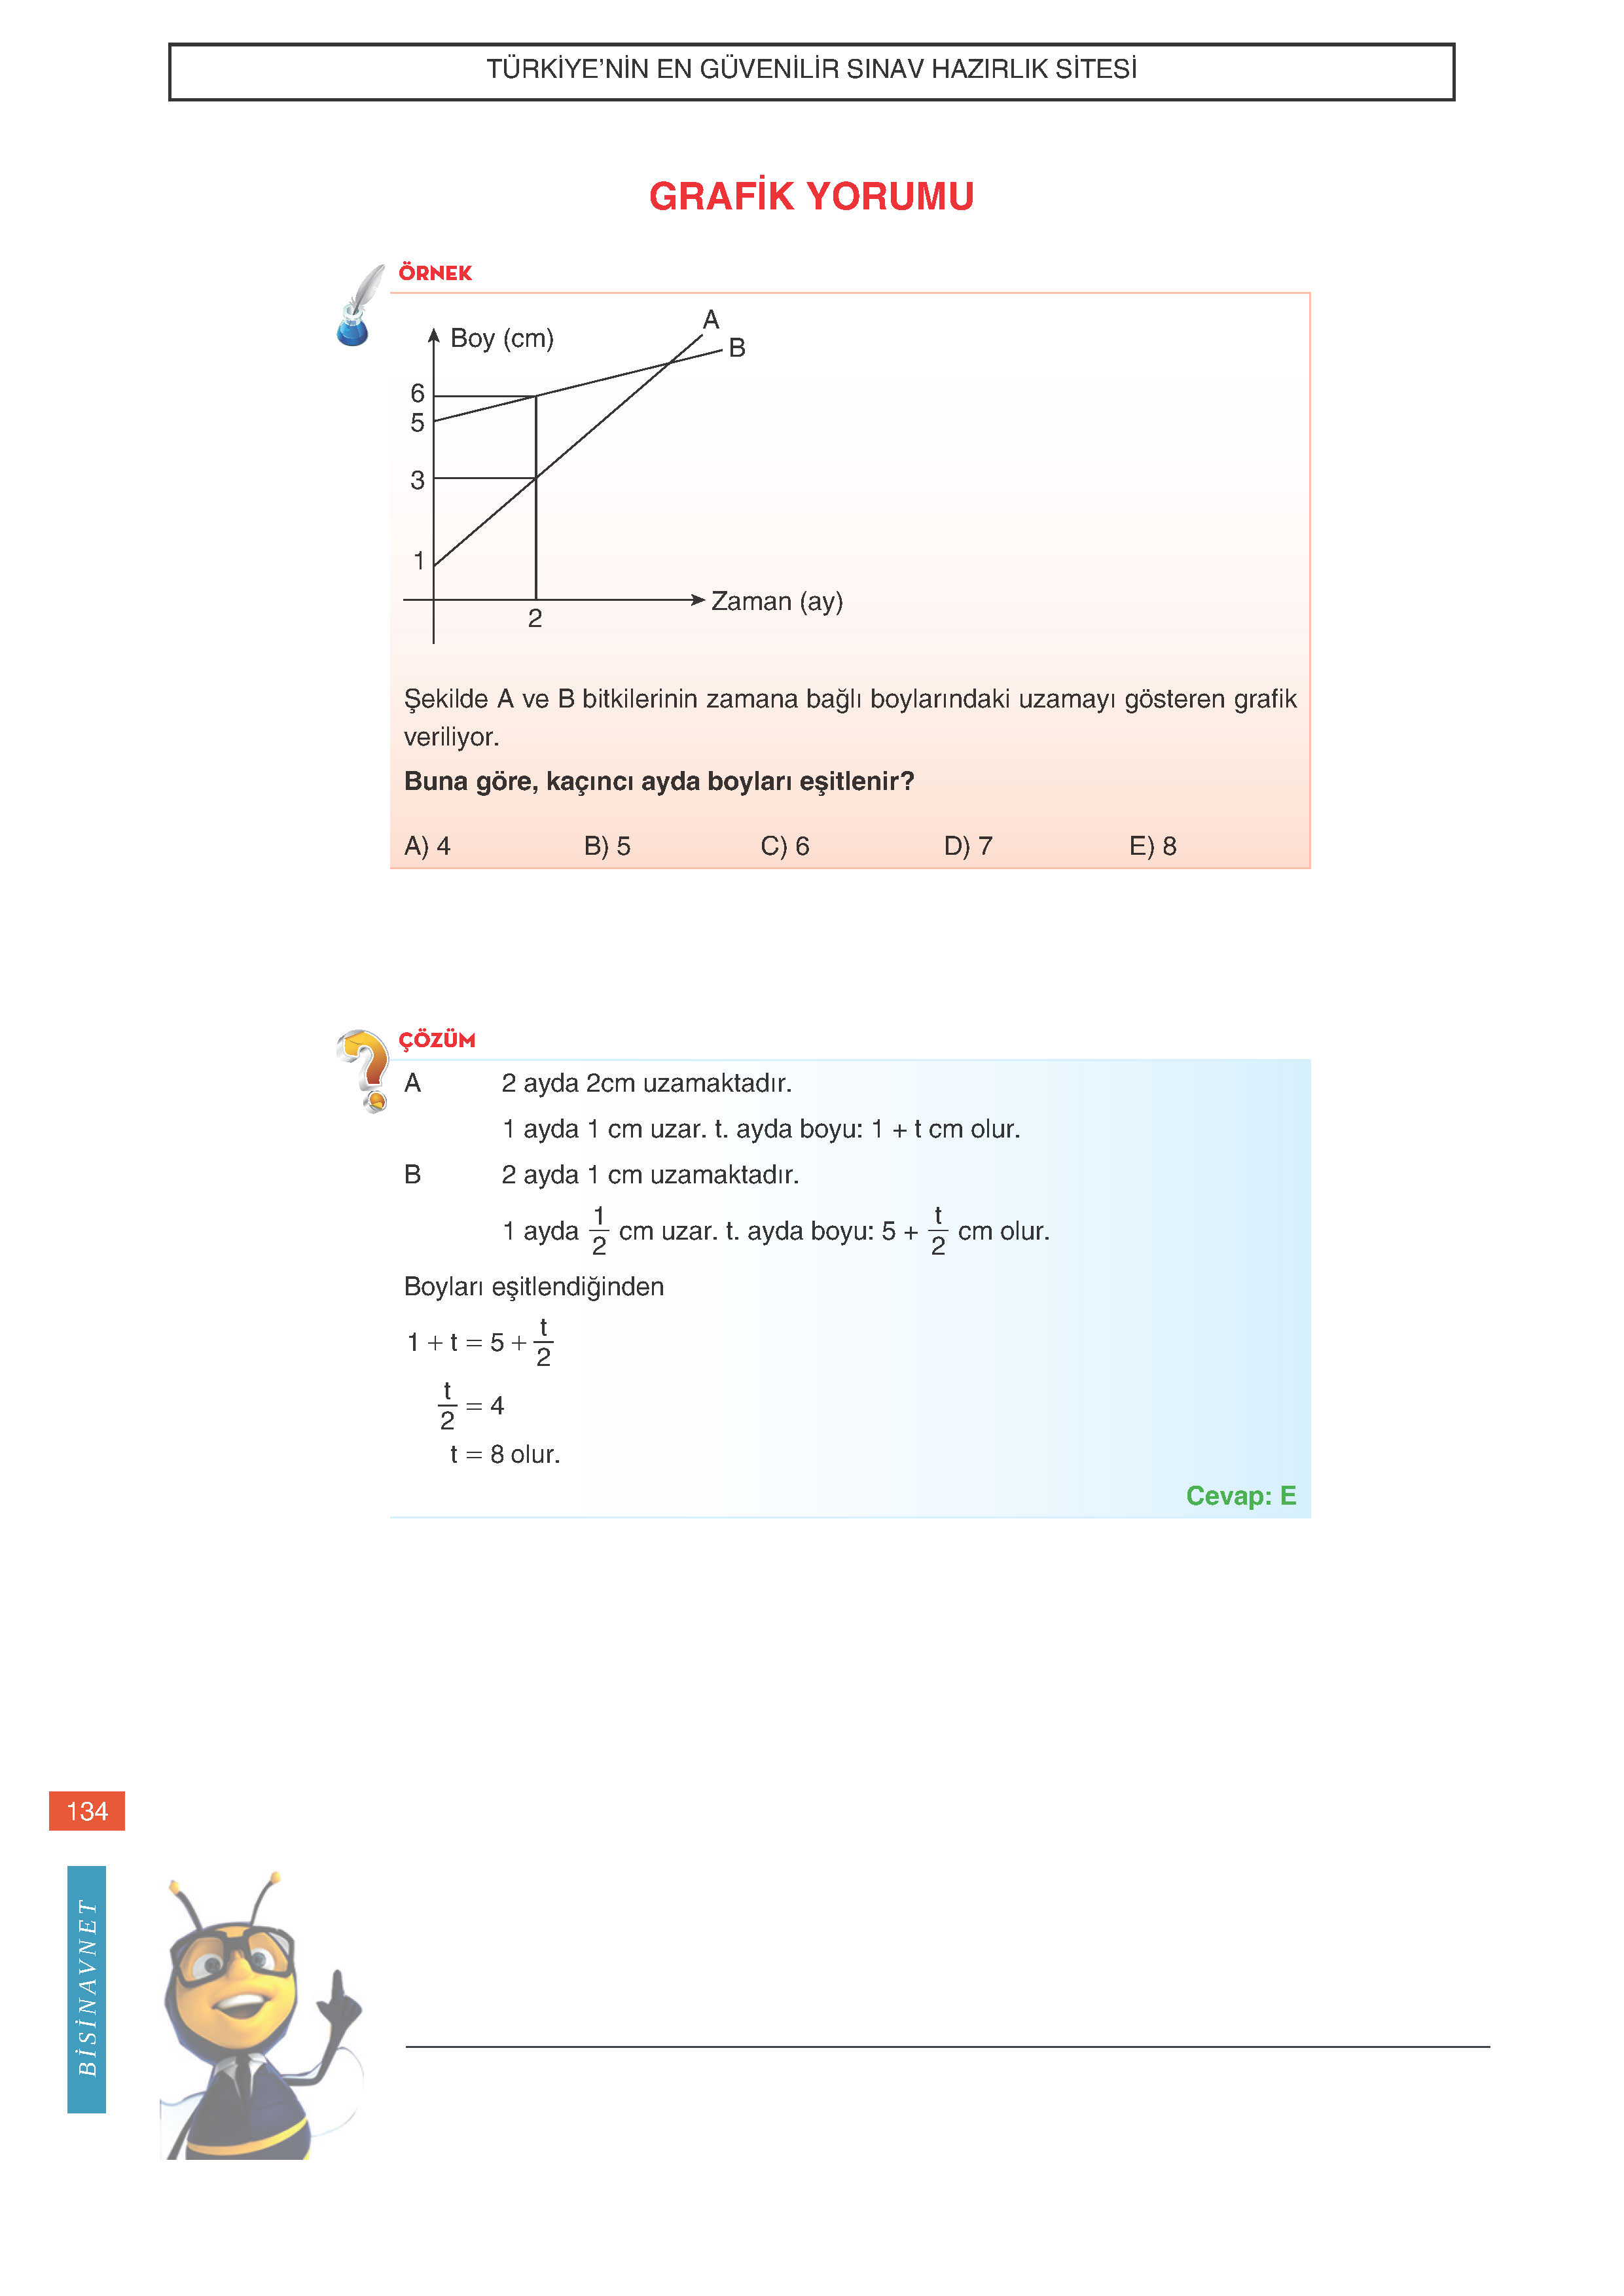 TÜRKİYE'NİN EN GÜVENİLİR SINAV HAZIRLIK SİTESİ
GRAFİK YORUMU
ÖRNEK
A
Boy (cm)
B
6
5
3
1
Zaman (ay)
2
Şekilde A ve B bitkilerinin zamana bağlı boylarındaki uzamayı gösteren grafik
veriliyor.
Buna göre, kaçıncı ayda boyları eşitlenir?
A) 4 B) 5 C) 6 D) 7 E) 8
ÇÖZÜM
A 2 ayda 2cm uzamaktadır.
1 ayda 1 cm uzar. t. ayda boyu: 1 + t cm olur.
B 2 ayda 1 cm uzamaktadır.
1 ayda 1/2 cm uzar. t. ayda boyu: 5 + t/2 cm olur.
Boyları eşitlendiğinden
1 + t = 5 + t/2
t/2 = 4
t = 8 olur.
Cevap: E
134
BİSİNAVNET